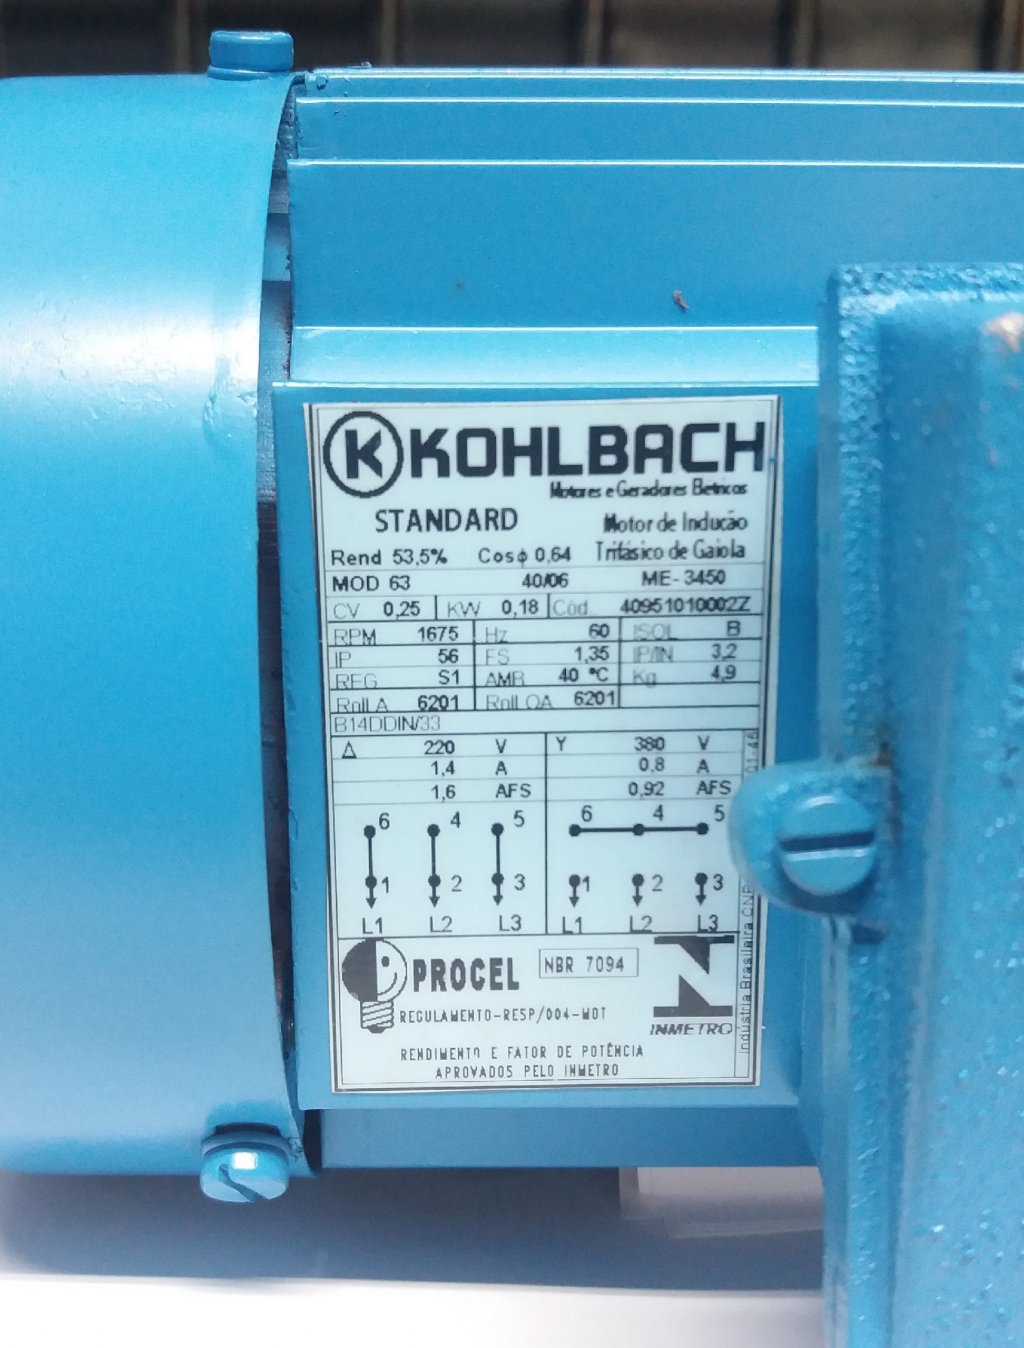 K KOHLBACH
Motores e Geradores Eletricos
STANDARD Motor de Indução
Rend 53,5% Cosϕ 0,64 Trifásico de Gaiola
MOD 63 40/06 ME-3450
CV 0,25 KW 0,18 Cód. 40951010002Z
RPM 1675 Hz 60 ISOL B
IP 56 FS 1,35 IP/IN 3,2
REG S1 AMB 40 °C Kg 4,9
Roll.A 6201 Roll.OA 6201
B14DDIN/33
Δ 220 V Y 380 V
1,4 A 0,8 A
1,6 AFS 0,92 AFS
6 4 5 6 4 5
1 2 3 1 2 3
L1 L2 L3 L1 L2 L3
Industria Brasileira
PROCEL NBR 7094
REGULAMENTO-RESP/004-MOT
INMETRO
RENDIMENTO E FATOR DE POTÊNCIA
APROVADOS PELO INMETRO